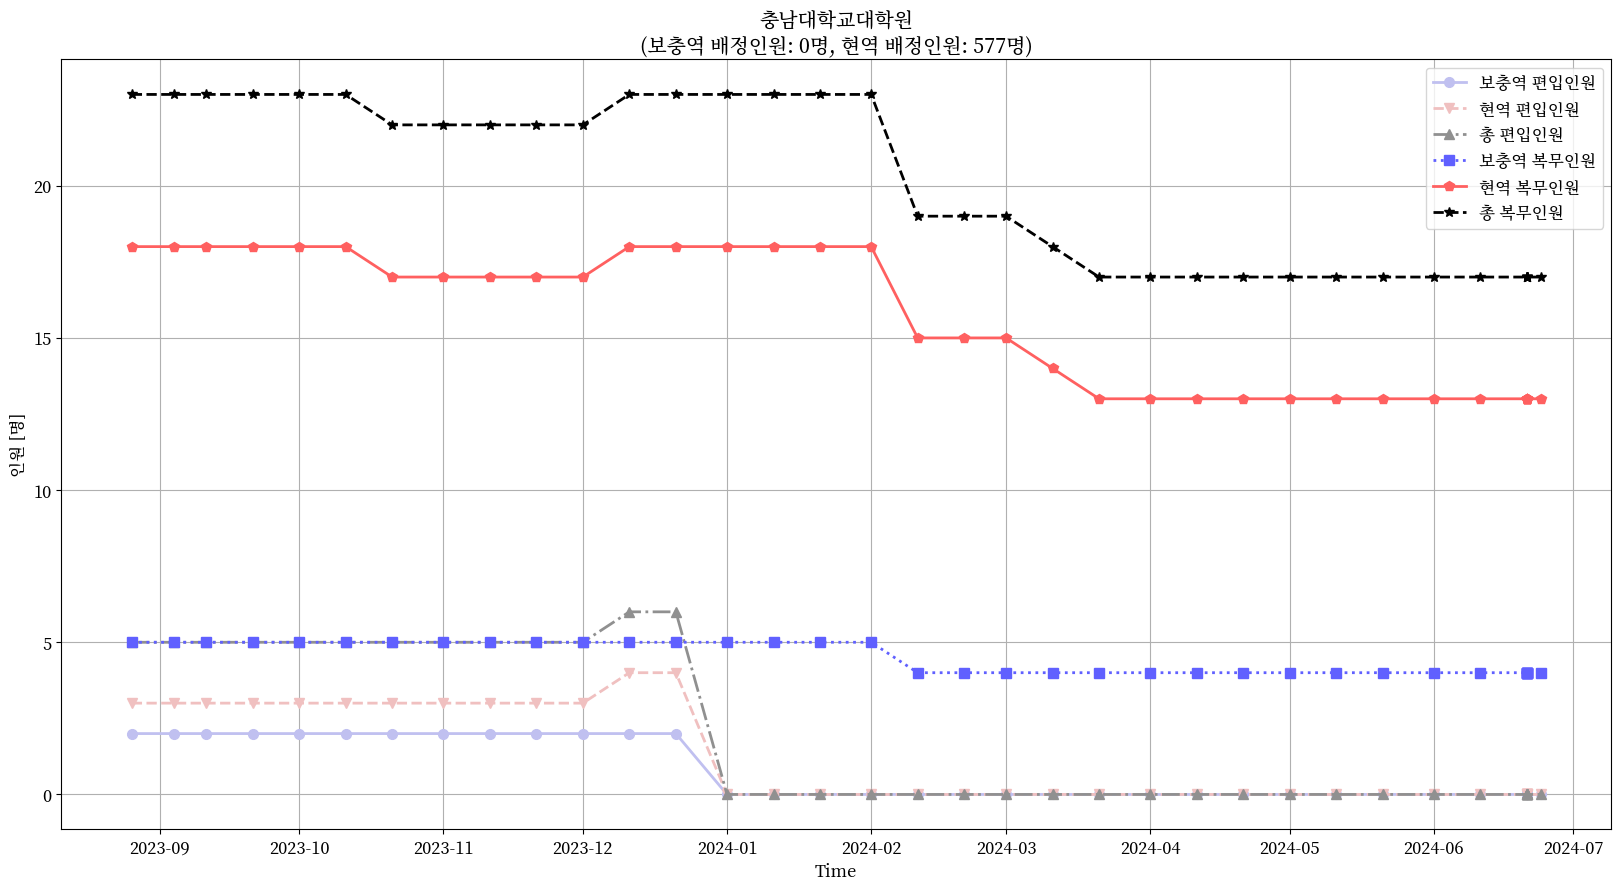 충남대학교대학원
(보충역 배정인원: 0명, 현역 배정인원: 577명)
보충역 편입인원
현역 편입인원
총 편입인원
보충역 복무인원
현역 복무인원
총 복무인원
인원 [명]
20
15
10
5
0
2023-09 2023-10 2023-11 2023-12 2024-01 2024-02 2024-03 2024-04 2024-05 2024-06 2024-07
Time